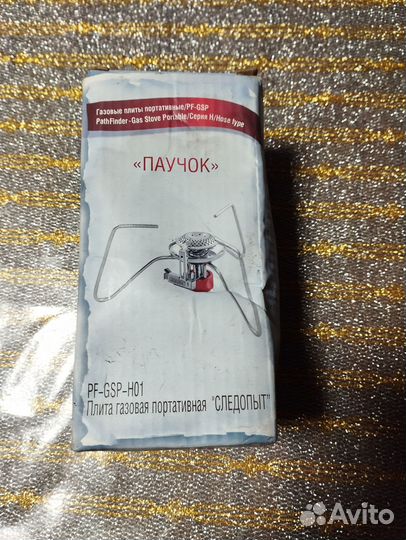 Газовые плиты портативные/PF-GSP
PathFinder-Gas Stove Portable/Серия H/Hose type
«ПАУЧОК»
PF-GSP-H01
Плита газовая портативная "СЛЕДОПЫТ"
Avito